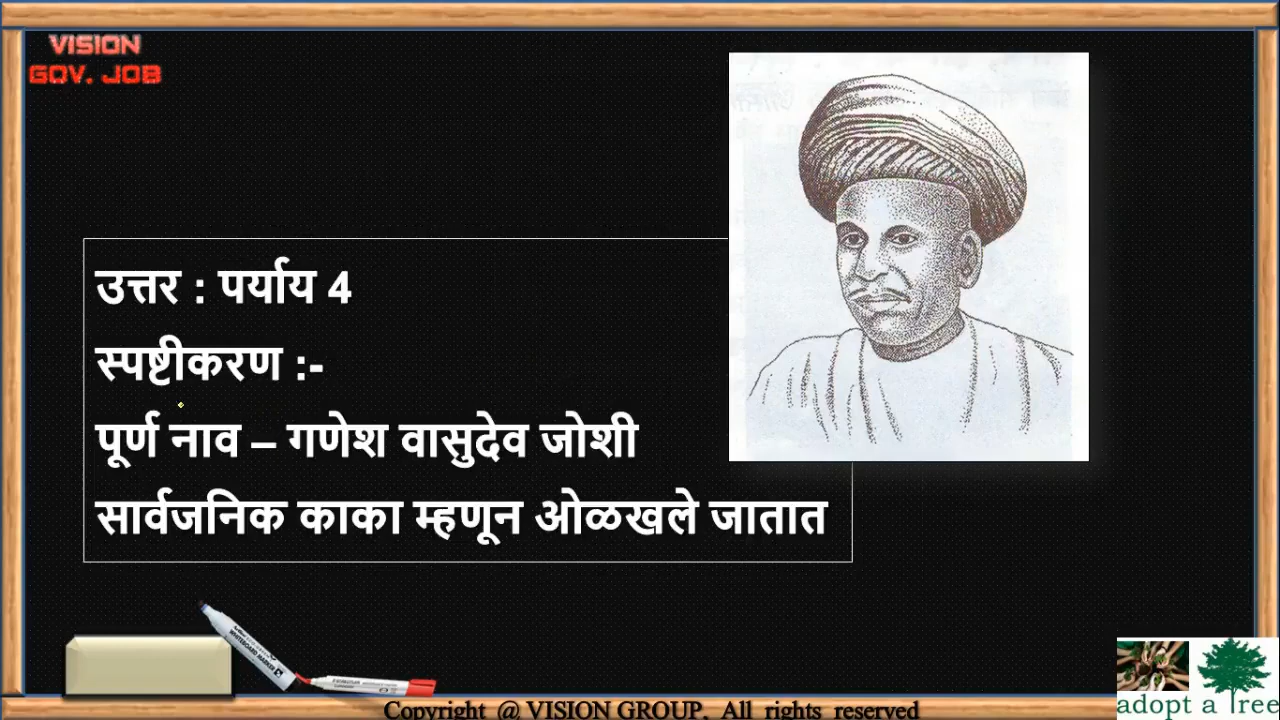 VISION
GOV. JOB
उत्तर : पर्याय 4
स्पष्टीकरण :-
पूर्ण नाव – गणेश वासुदेव जोशी
सार्वजनिक काका म्हणून ओळखले जातात
adopt a Tree
Copyright @ VISION GROUP, All rights reserved